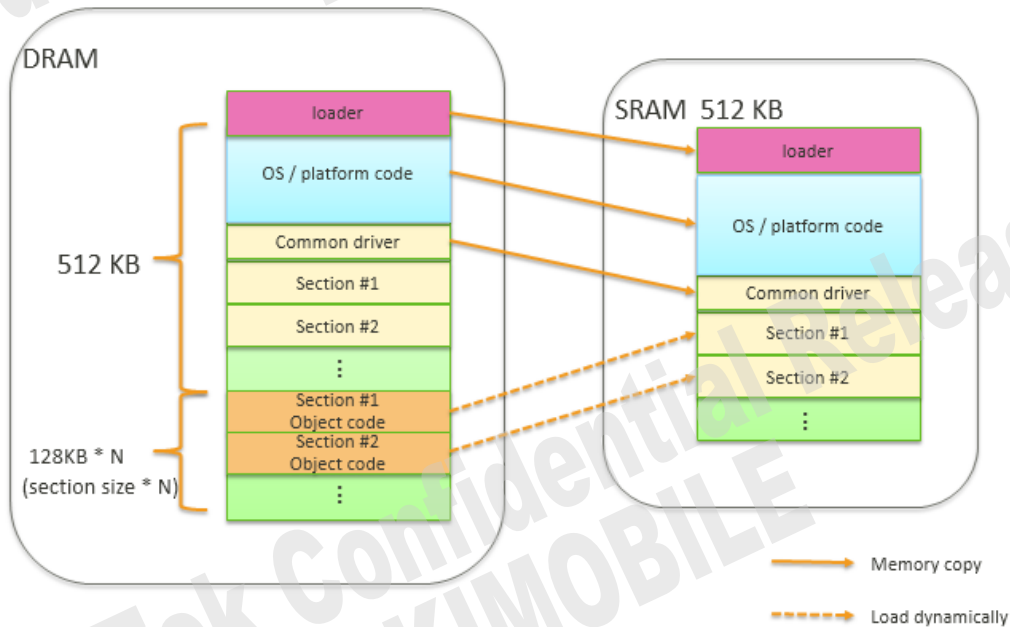 DRAM
loader
OS / platform code
Common driver
Section #1
Section #2
⋮
Section #1
Object code
Section #2
Object code
⋮
512 KB
128KB * N
(section size * N)
SRAM 512 KB
loader
OS / platform code
Common driver
Section #1
Section #2
⋮
Memory copy
Load dynamically
Confidential